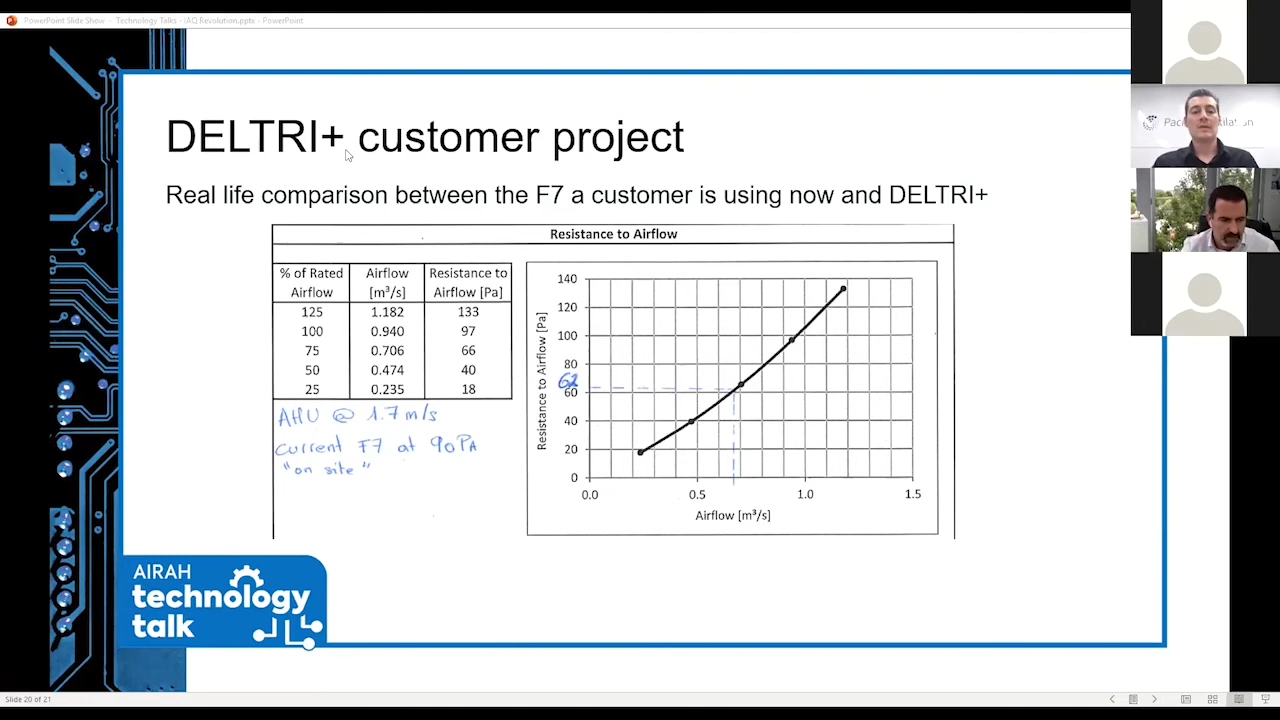 PowerPoint Slide Show - Technology Talks - IAQ Revolution.pptx - PowerPoint
DELTRI+ customer project
Real life comparison between the F7 a customer is using now and DELTRI+
Resistance to Airflow
% of Rated Airflow Airflow [m³/s] Resistance to Airflow [Pa]
125 1.182 133
100 0.940 97
75 0.706 66
50 0.474 40
25 0.235 18
AHU @ 1.7 m/s
Current F7 at 90 PA
"on site"
Resistance to Airflow [Pa]
140
120
100
80
62
60
40
20
0
0.0 0.5 1.0 1.5
Airflow [m³/s]
AIRAH
technology
talk
Slide 20 of 21